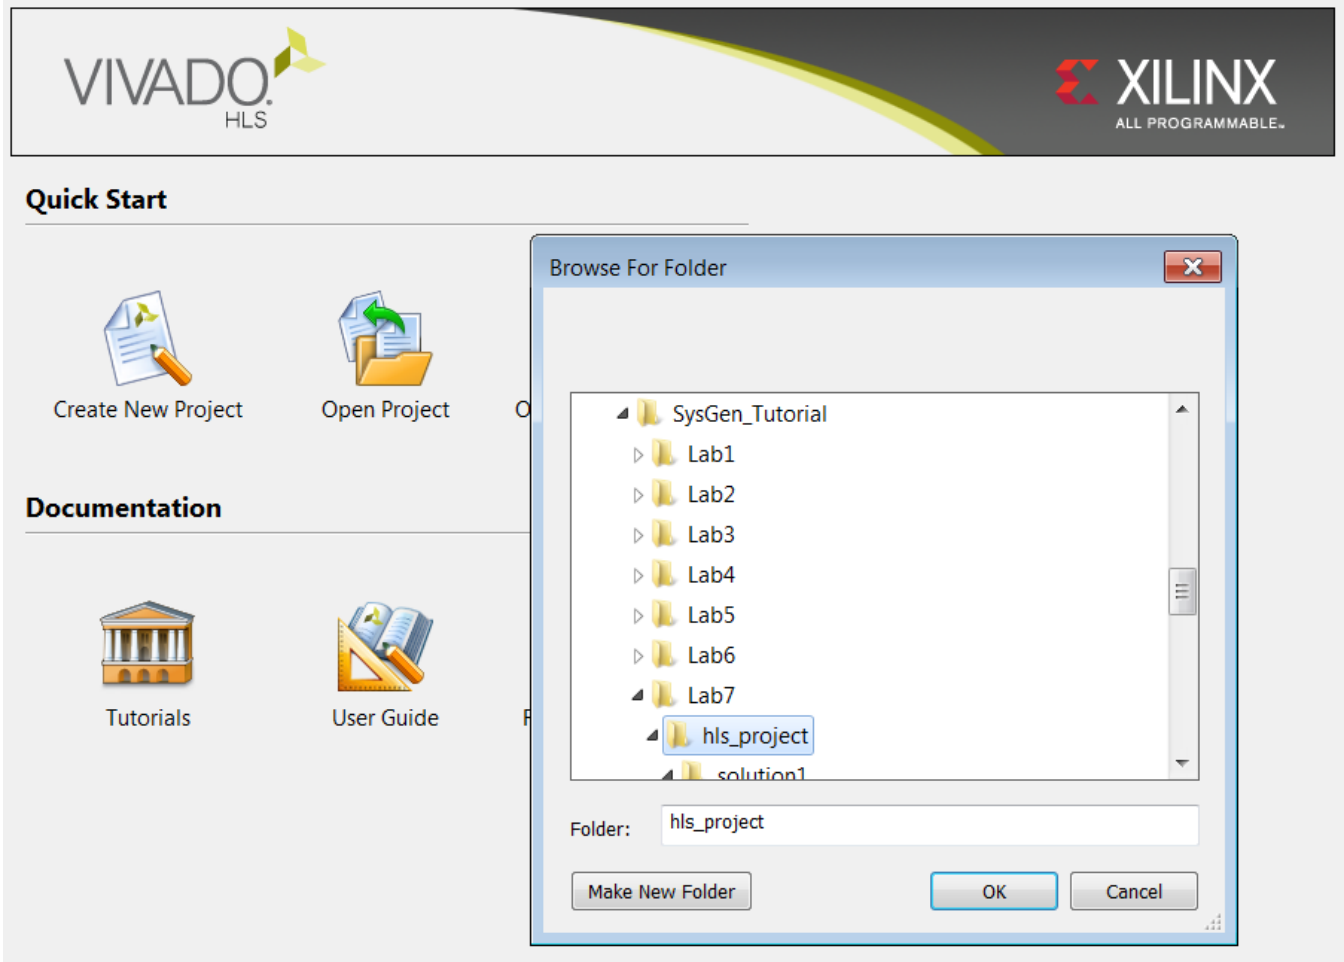 VIVADO
HLS
XILINX
ALL PROGRAMMABLE™
Quick Start
Create New Project
Open Project
O
Documentation
Tutorials
User Guide
Browse For Folder
SysGen_Tutorial
Lab1
Lab2
Lab3
Lab4
Lab5
Lab6
Lab7
hls_project
solution1
Folder:
hls_project
Make New Folder
OK
Cancel